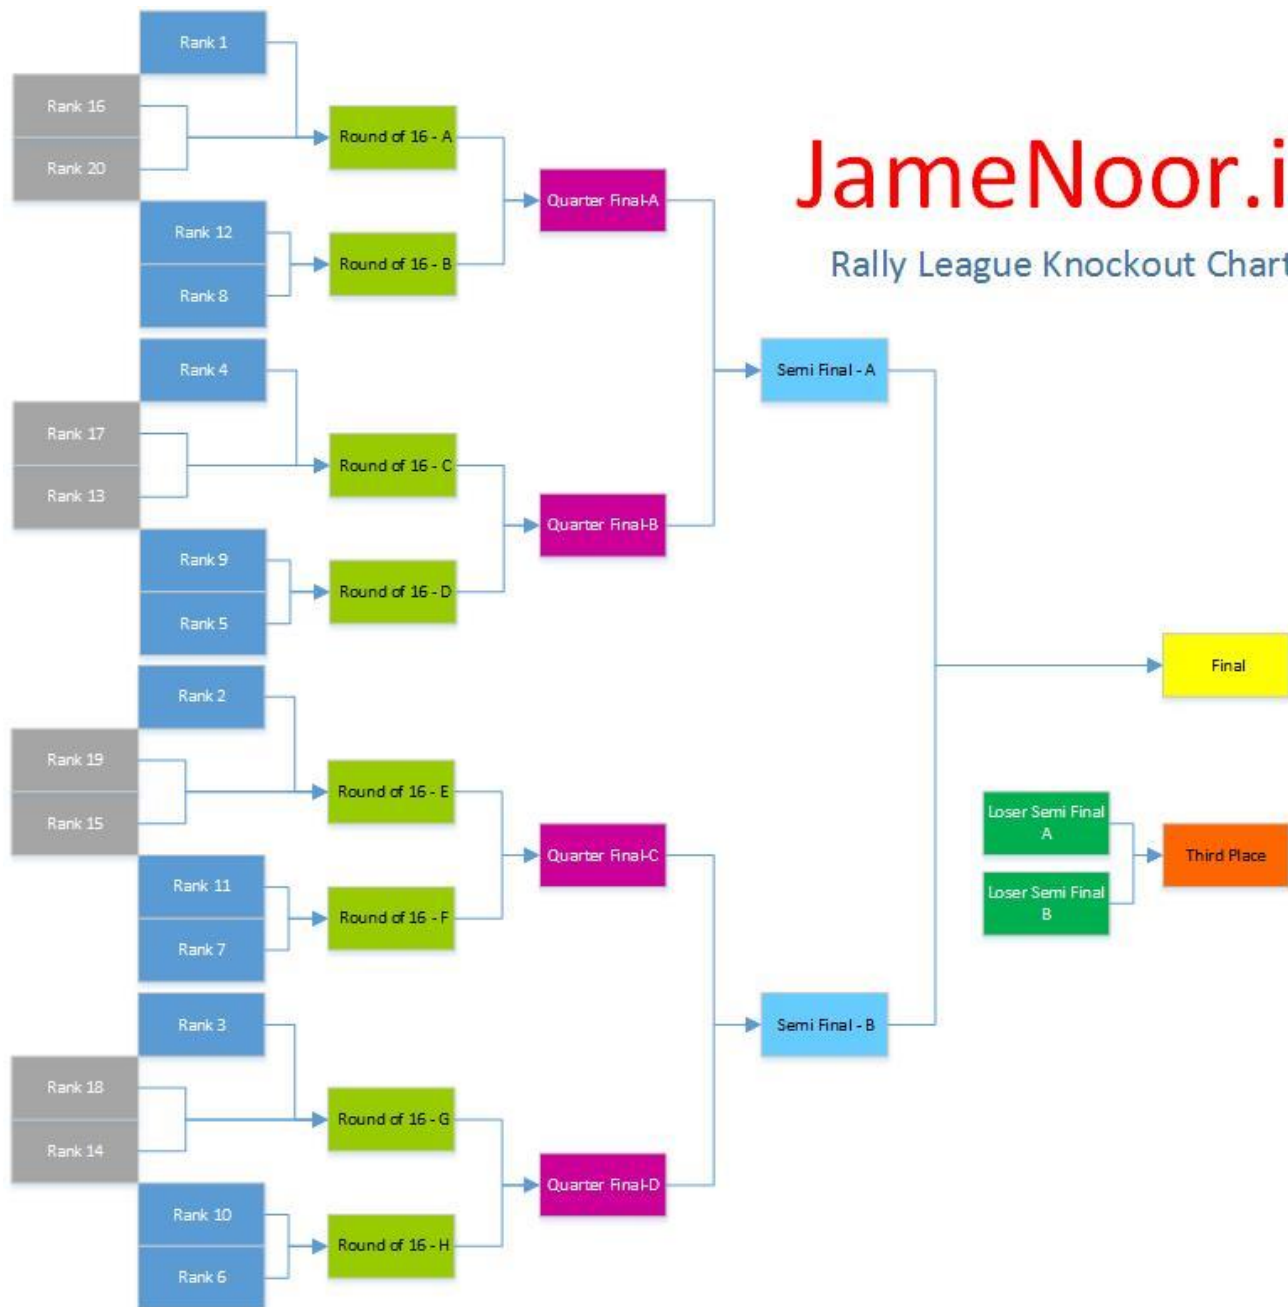 Rank 1
Rank 16
Rank 20
Round of 16 - A
Rank 12
Rank 8
Round of 16 - B
Quarter Final-A
JameNoor.i
Rally League Knockout Chart
Rank 4
Rank 17
Rank 13
Round of 16 - C
Rank 9
Rank 5
Round of 16 - D
Quarter Final-B
Semi Final - A
Rank 2
Rank 19
Rank 15
Round of 16 - E
Rank 11
Rank 7
Round of 16 - F
Quarter Final-C
Rank 3
Rank 18
Rank 14
Round of 16 - G
Rank 10
Rank 6
Round of 16 - H
Quarter Final-D
Semi Final - B
Final
Loser Semi Final
A
Loser Semi Final
B
Third Place